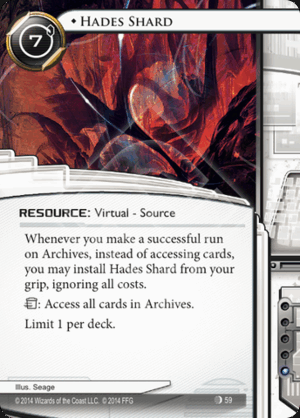 • Hades Shard
7
Resource: Virtual - Source
Whenever you make a successful run
on Archives, instead of accessing cards,
you may install Hades Shard from your
grip, ignoring all costs.
: Access all cards in Archives.
Limit 1 per deck.
Illus. Seage
© 2014 Wizards of the Coast LLC. © 2014 FFG
59